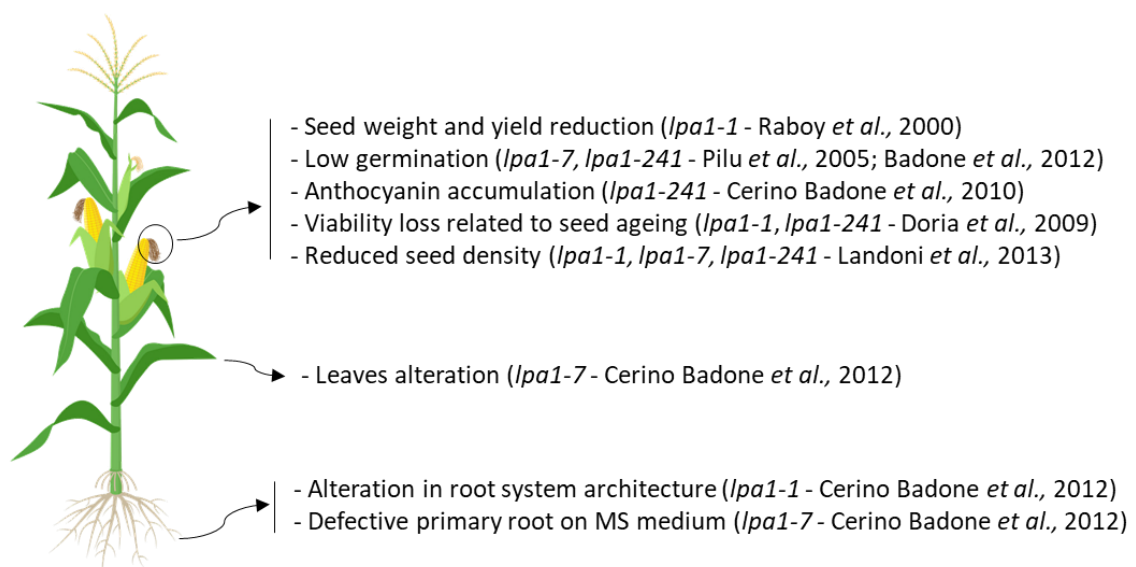 - Seed weight and yield reduction (lpa1-1 - Raboy et al., 2000)
- Low germination (lpa1-7, lpa1-241 - Pilu et al., 2005; Badone et al., 2012)
- Anthocyanin accumulation (lpa1-241 - Cerino Badone et al., 2010)
- Viability loss related to seed ageing (lpa1-1, lpa1-241 - Doria et al., 2009)
- Reduced seed density (lpa1-1, lpa1-7, lpa1-241 - Landoni et al., 2013)
- Leaves alteration (lpa1-7 - Cerino Badone et al., 2012)
- Alteration in root system architecture (lpa1-1 - Cerino Badone et al., 2012)
- Defective primary root on MS medium (lpa1-7 - Cerino Badone et al., 2012)